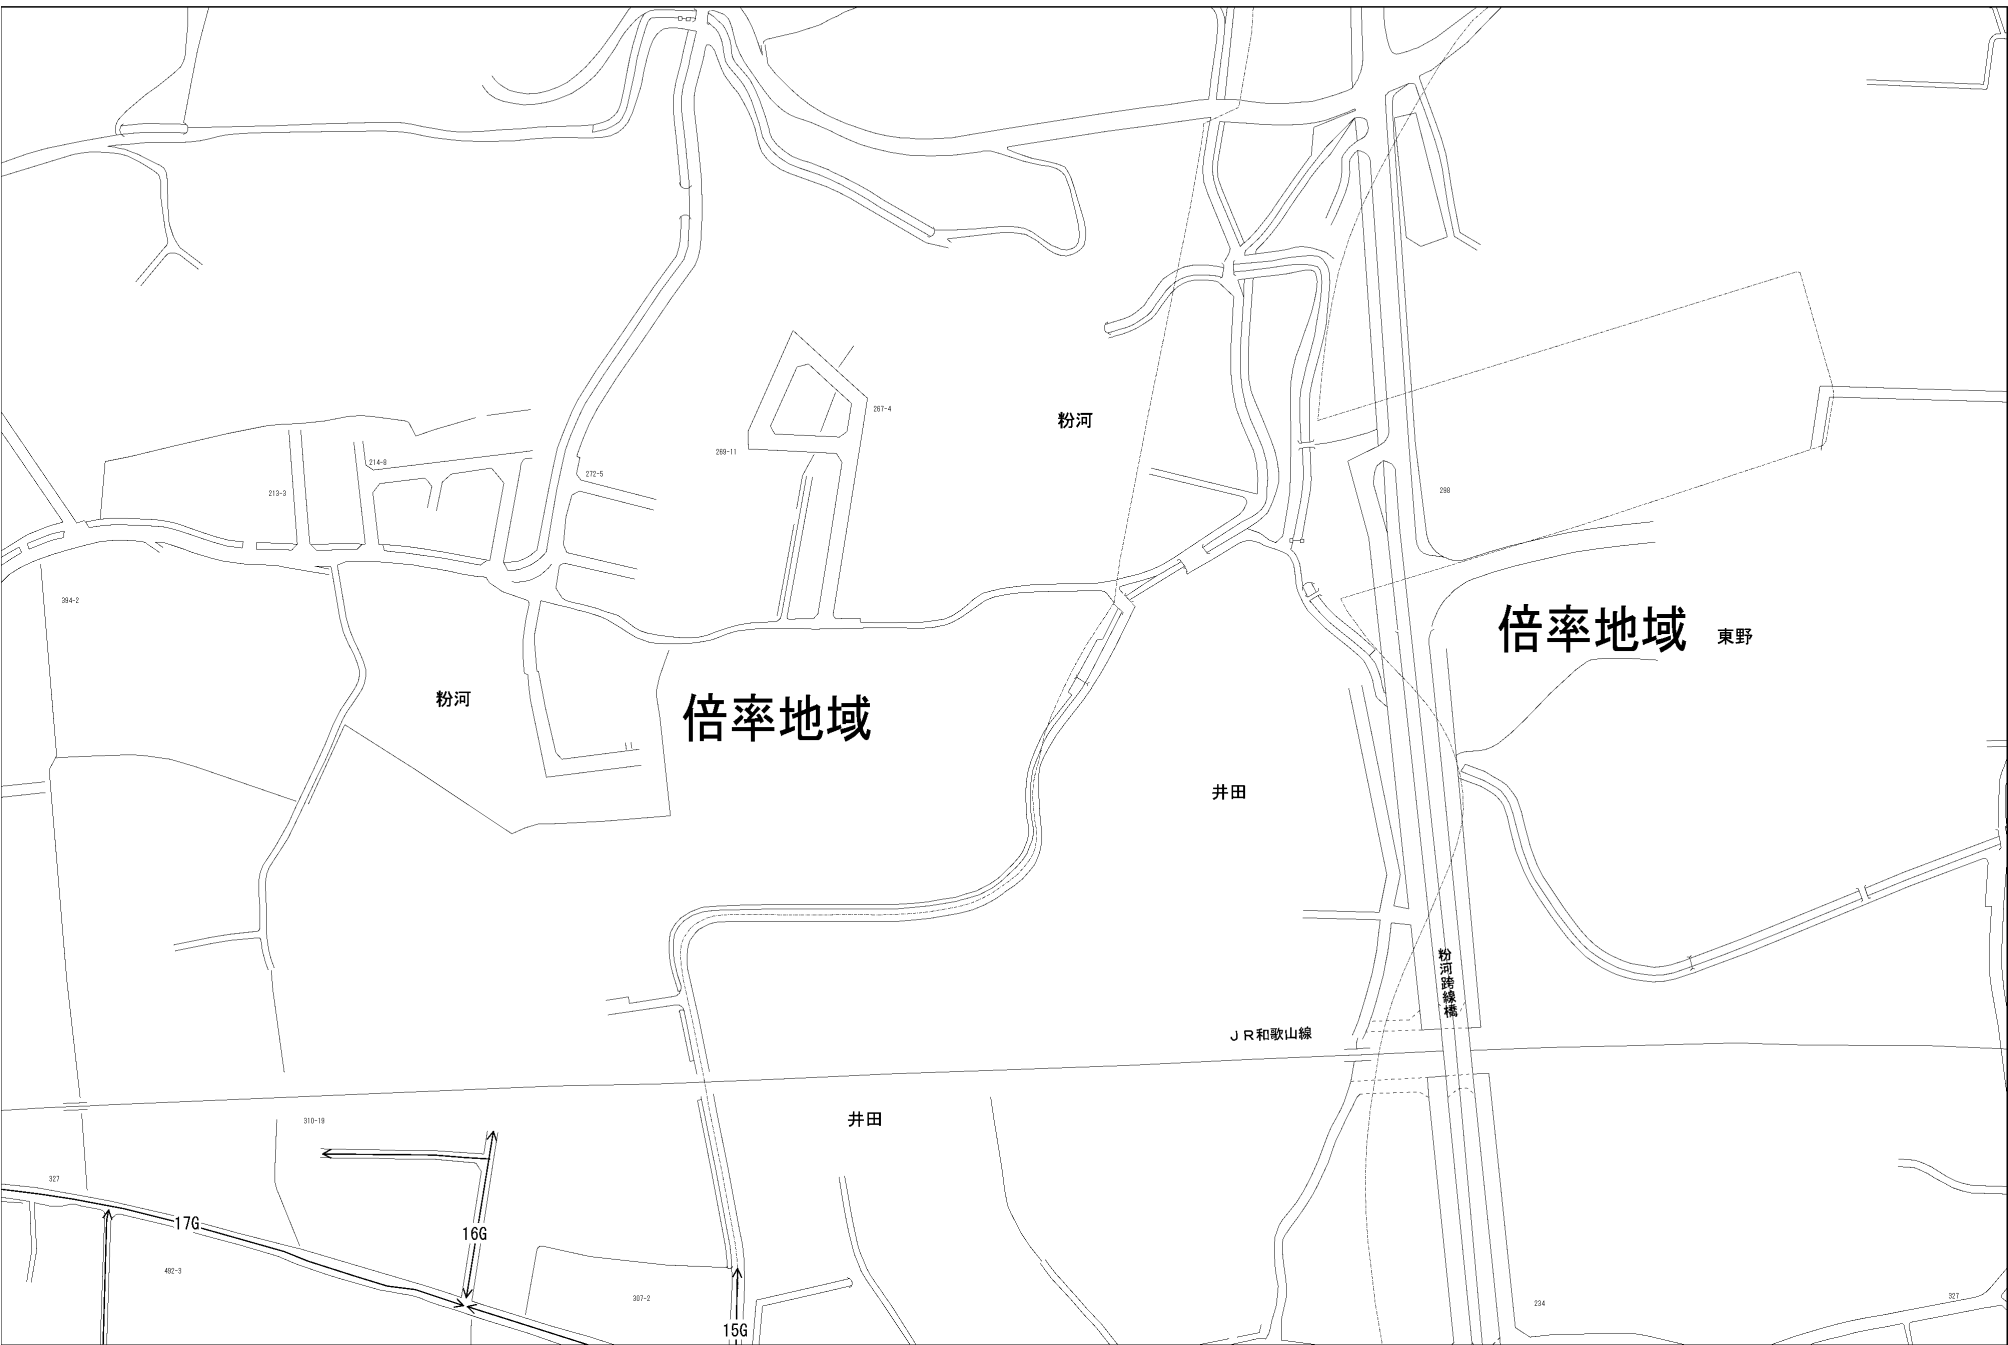 粉河
267-4
269-11
214-8
272-5
213-3
298
394-2
倍率地域
東野
粉河
倍率地域
井田
粉河跨線橋
JR和歌山線
井田
310-19
327
17G
16G
492-3
307-2
234
327
15G